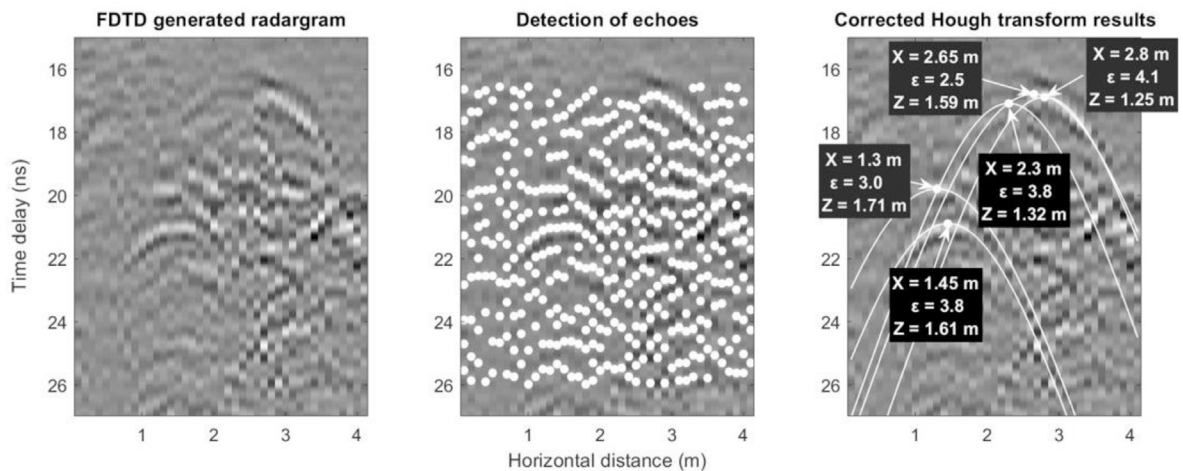 FDTD generated radargram
Detection of echoes
Corrected Hough transform results
Time delay (ns)
16
18
20
22
24
26
1
2
3
4
16
18
20
22
24
26
1
2
3
4
Horizontal distance (m)
16
18
20
22
24
26
1
2
3
4
X = 2.65 m
ε = 2.5
Z = 1.59 m
X = 2.8 m
ε = 4.1
Z = 1.25 m
X = 1.3 m
ε = 3.0
Z = 1.71 m
X = 2.3 m
ε = 3.8
Z = 1.32 m
X = 1.45 m
ε = 3.8
Z = 1.61 m